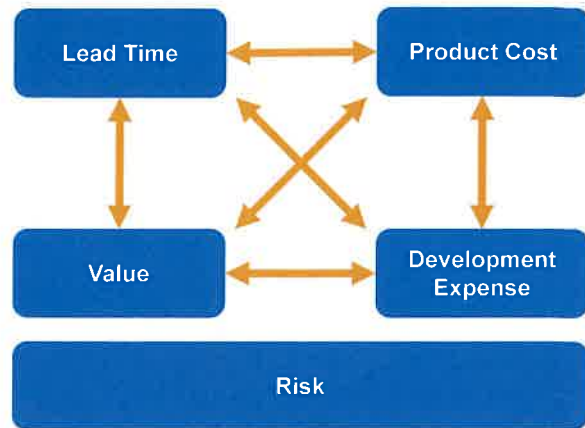 Lead Time
Product Cost
Value
Development
Expense
Risk